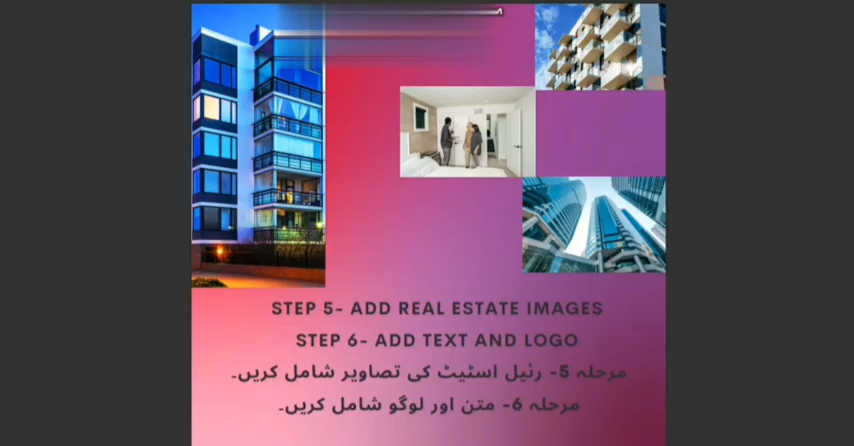 STEP 5- ADD REAL ESTATE IMAGES
STEP 6- ADD TEXT AND LOGO
مرحلہ 5- رئیل اسٹیٹ کی تصاویر شامل کریں۔
مرحلہ 6- متن اور لوگو شامل کریں۔